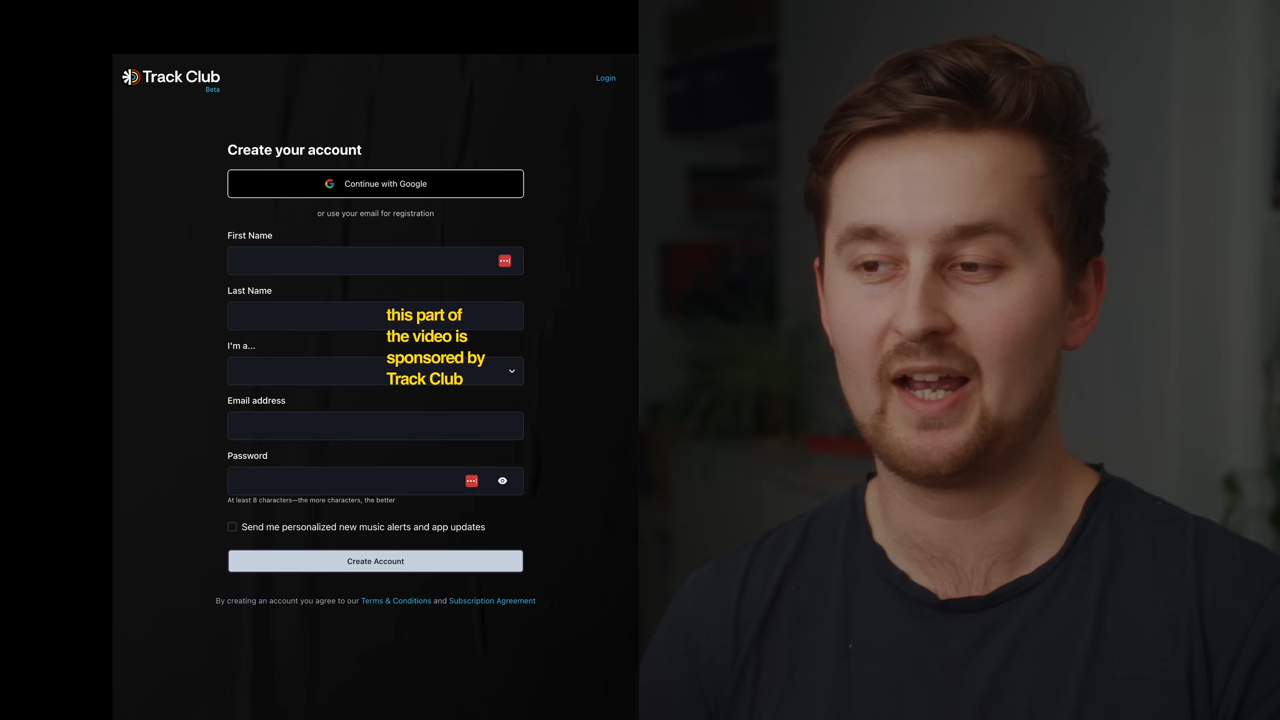 Track Club
Login
Beta
Create your account
Continue with Google
or use your email for registration
First Name
Last Name
this part of
the video is
I'm a...
sponsored by
Track Club
Email address
Password
At least 8 characters—the more characters, the better
Send me personalized new music alerts and app updates
Create Account
By creating an account you agree to our Terms & Conditions and Subscription Agreement